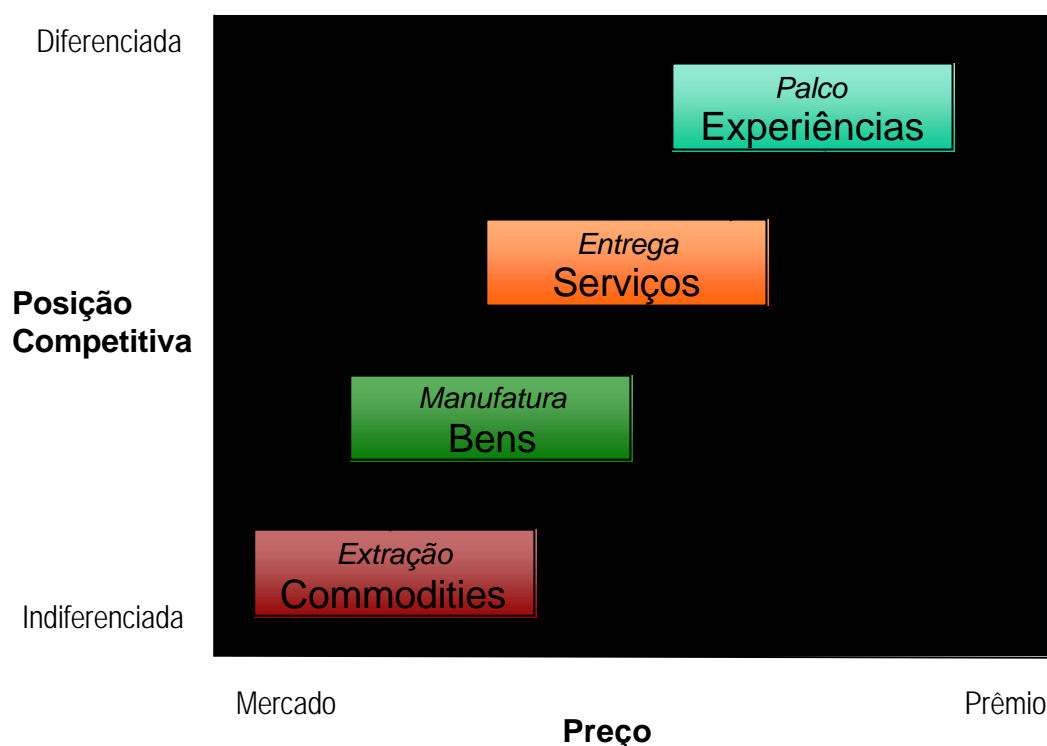 Diferenciada
Palco
Experiências
Entrega
Serviços
Posição
Competitiva
Manufatura
Bens
Extração
Commodities
Indiferenciada
Mercado
Prêmio
Preço